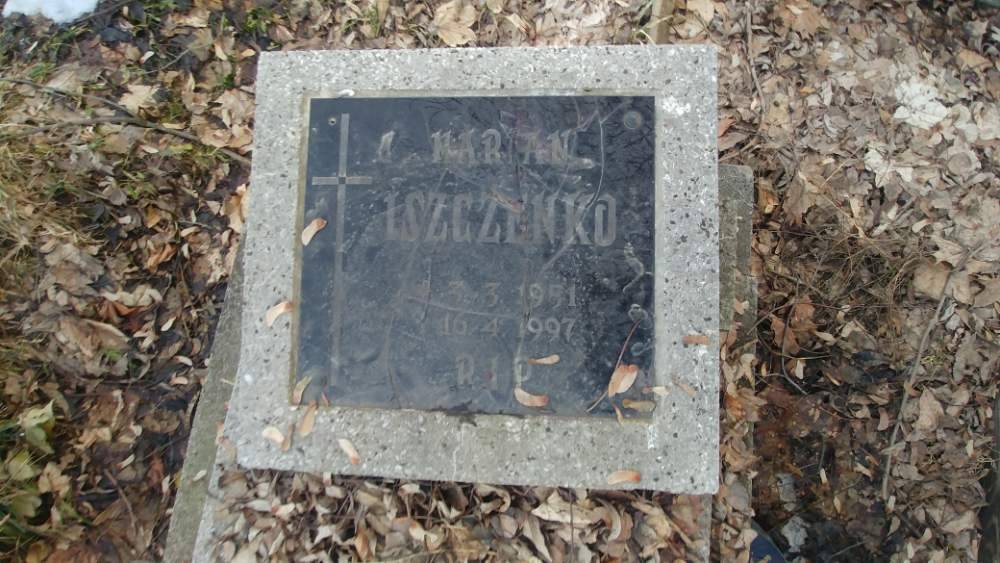 MARIAN
ISZCZENKO
3.3 1951
16.4 1997
R.I.P